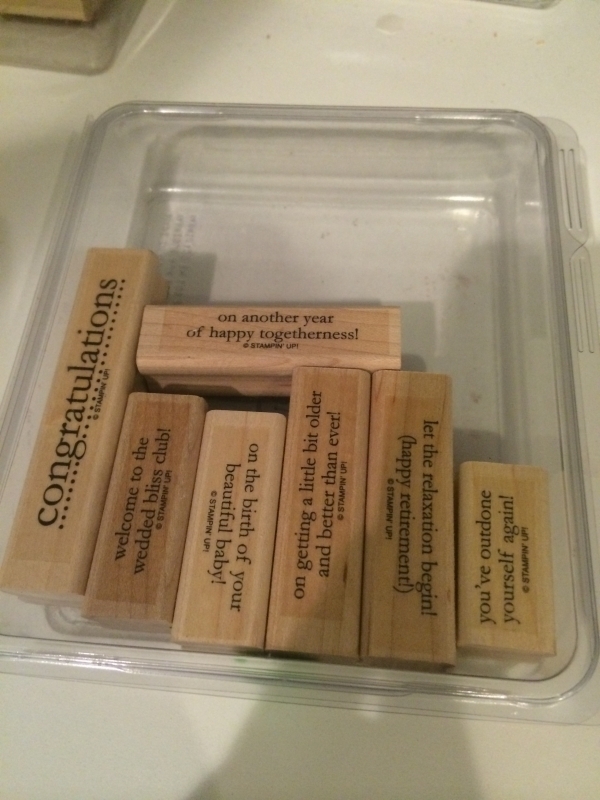 congratulations
© STAMPIN' UP!
on another year
of happy togetherness!
© STAMPIN' UP!
welcome to the
wedded bliss club!
© STAMPIN' UP!
on the birth of your
beautiful baby!
© STAMPIN' UP!
on getting a little bit older
and better than ever!
© STAMPIN' UP!
let the relaxation begin!
(happy retirement!)
© STAMPIN' UP!
you've outdone
yourself again!
© STAMPIN' UP!